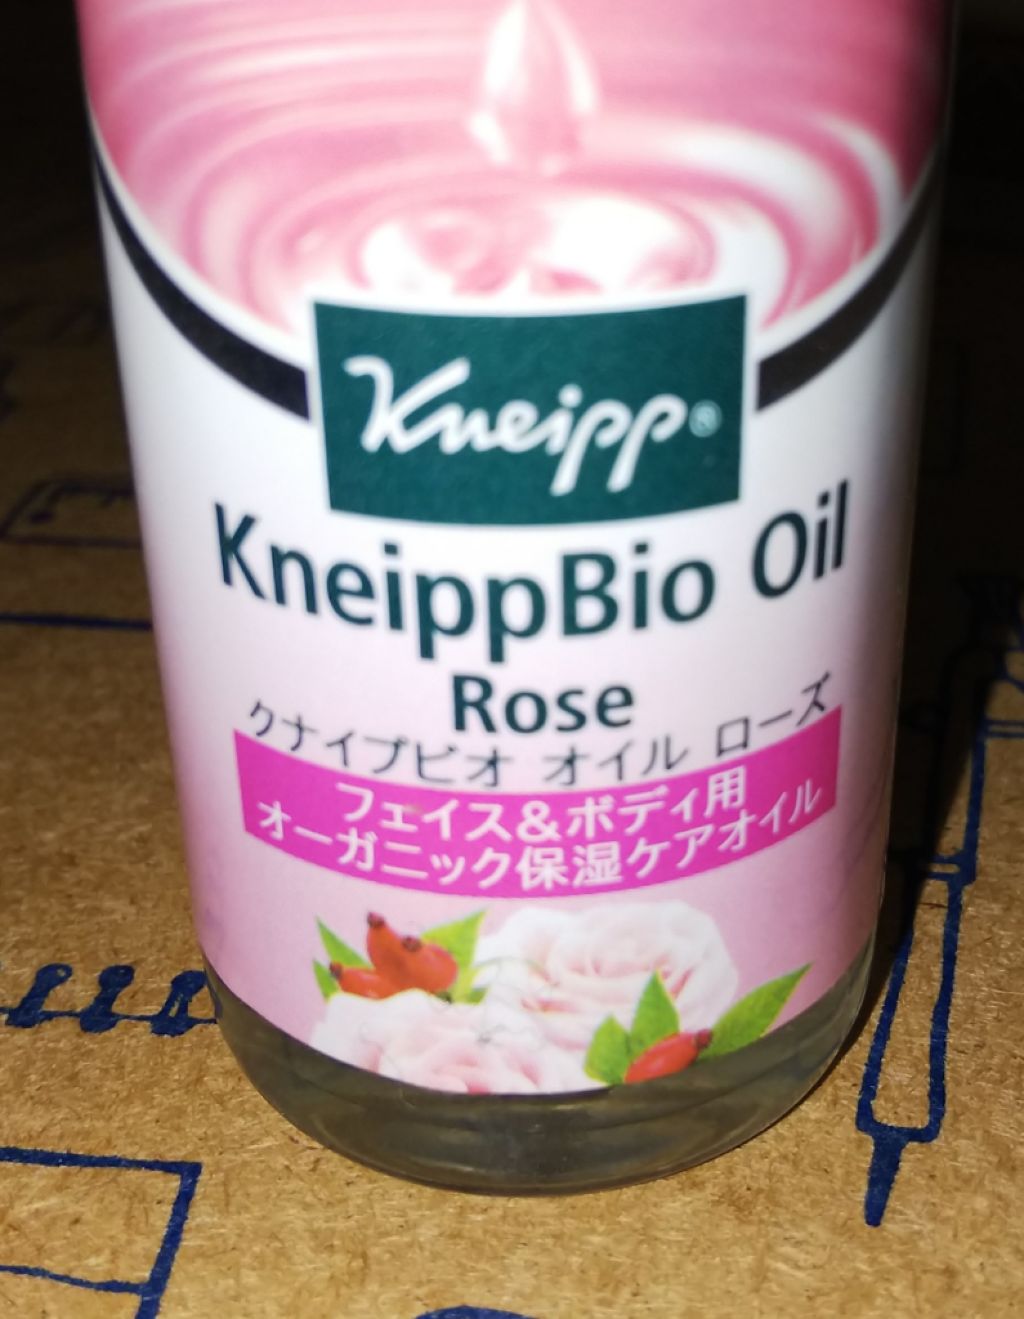 Kneipp®
KneippBio Oil
Rose
クナイプビオ オイル ローズ
フェイス&ボディ用
オーガニック保湿ケアオイル